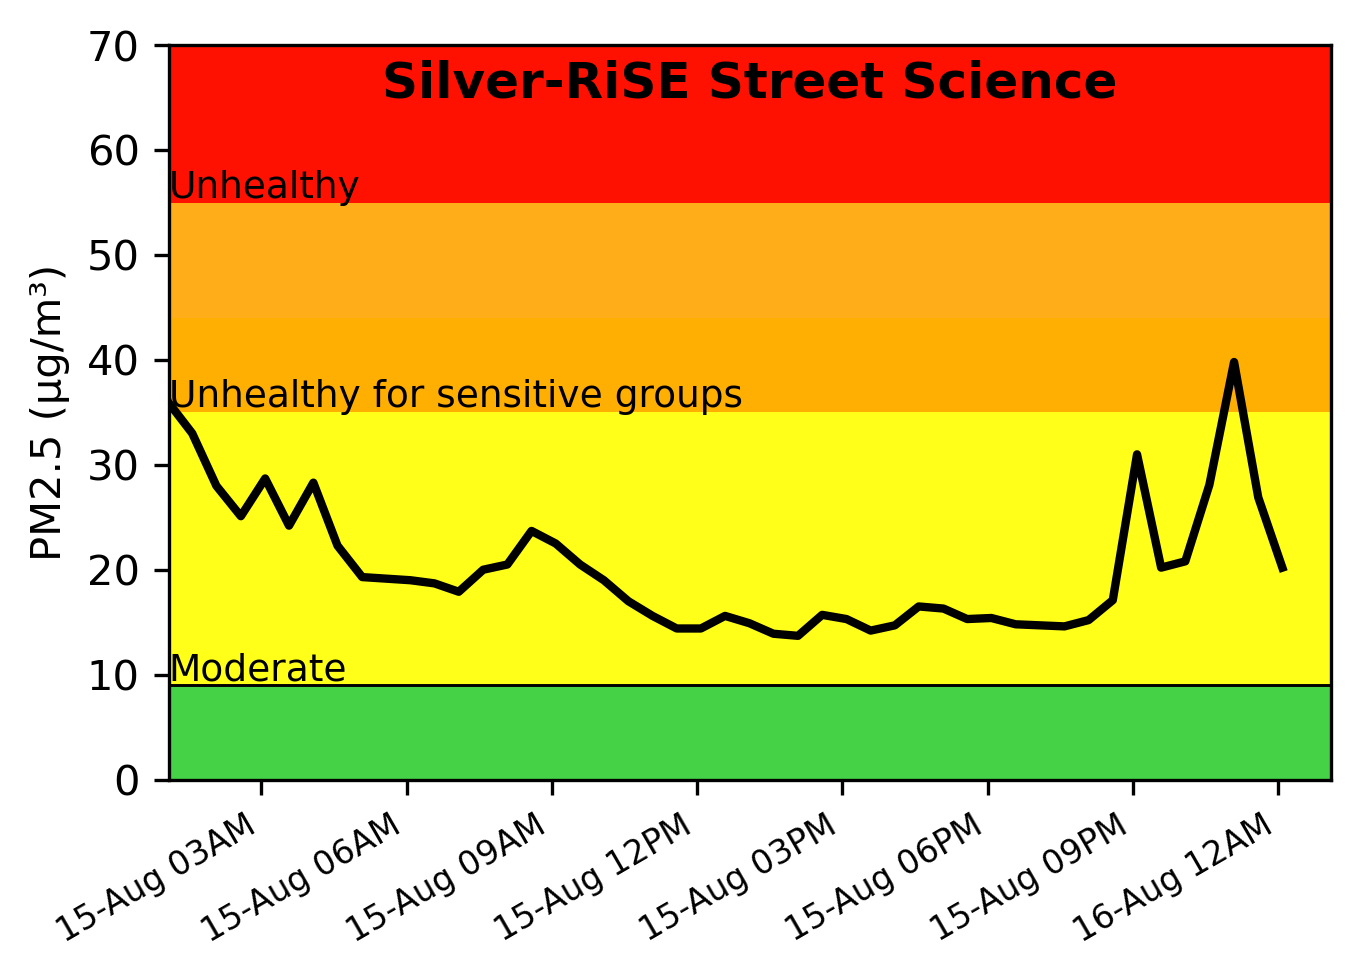 Silver-RiSE Street Science
70
60
Unhealthy
50
40
Unhealthy for sensitive groups
30
20
Moderate
10
0
PM2.5 (µg/m³)
15-Aug 03AM
15-Aug 06AM
15-Aug 09AM
15-Aug 12PM
15-Aug 03PM
15-Aug 06PM
15-Aug 09PM
16-Aug 12AM